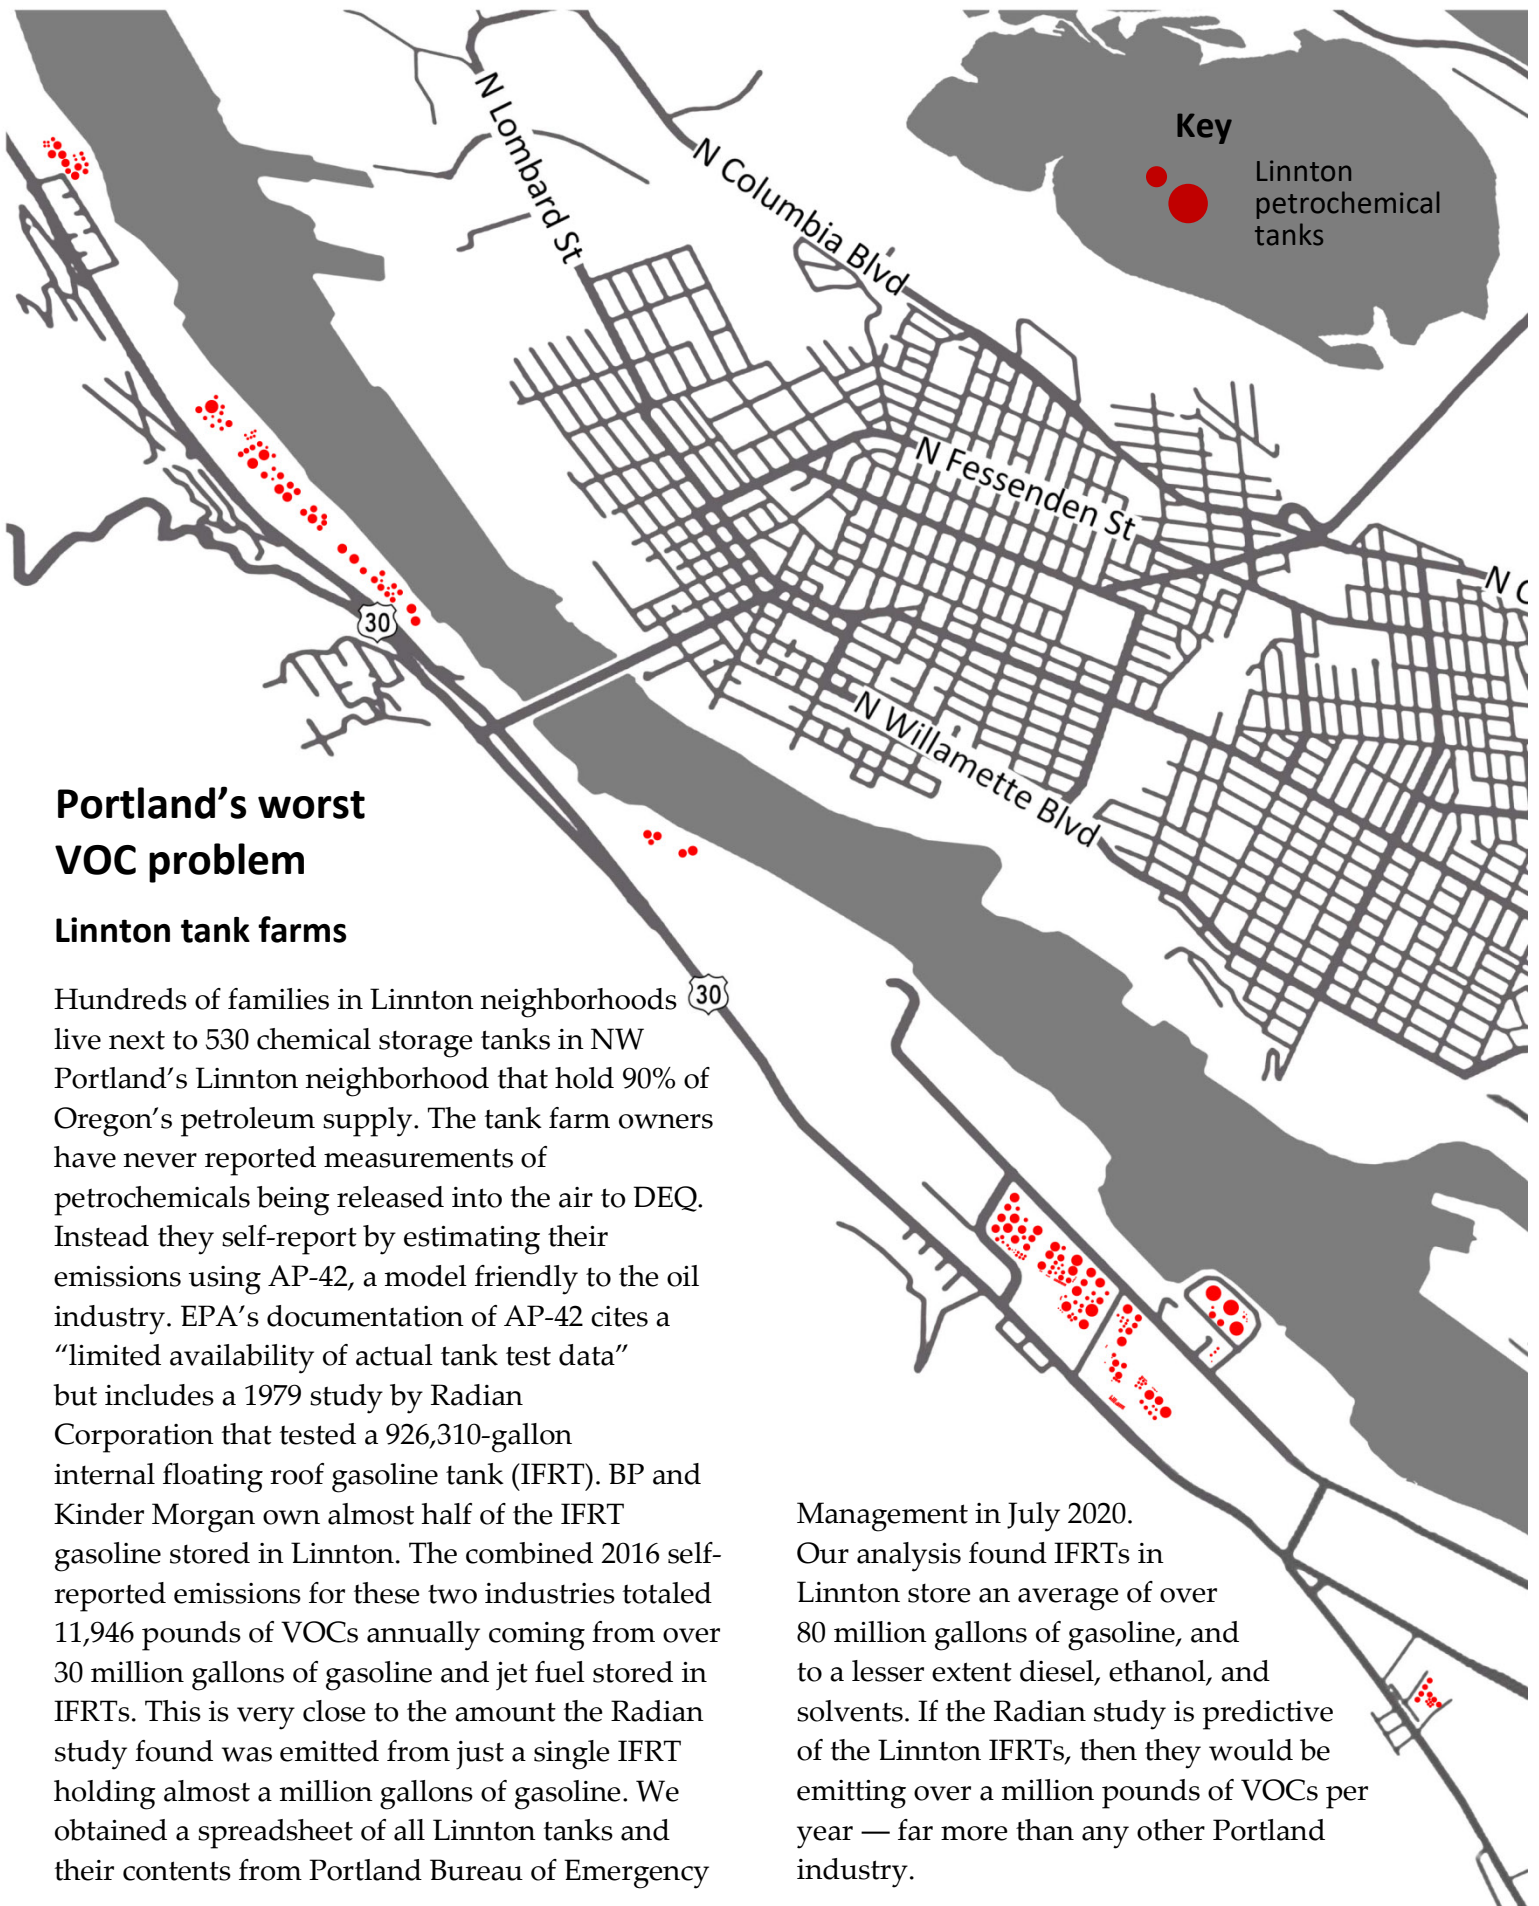 Key
Linnton
petrochemical
tanks
N Lombard St
N Columbia Blvd
N Fessenden St
N C
N Willamette Blvd
30
30
Portland's worst
VOC problem
Linnton tank farms
Hundreds of families in Linnton neighborhoods
live next to 530 chemical storage tanks in NW
Portland's Linnton neighborhood that hold 90% of
Oregon's petroleum supply. The tank farm owners
have never reported measurements of
petrochemicals being released into the air to DEQ.
Instead they self-report by estimating their
emissions using AP-42, a model friendly to the oil
industry. EPA's documentation of AP-42 cites a
“limited availability of actual tank test data”
but includes a 1979 study by Radian
Corporation that tested a 926,310-gallon
internal floating roof gasoline tank (IFRT). BP and
Kinder Morgan own almost half of the IFRT
gasoline stored in Linnton. The combined 2016 self-
reported emissions for these two industries totaled
11,946 pounds of VOCs annually coming from over
30 million gallons of gasoline and jet fuel stored in
IFRTs. This is very close to the amount the Radian
study found was emitted from just a single IFRT
holding almost a million gallons of gasoline. We
obtained a spreadsheet of all Linnton tanks and
their contents from Portland Bureau of Emergency
Management in July 2020.
Our analysis found IFRTs in
Linnton store an average of over
80 million gallons of gasoline, and
to a lesser extent diesel, ethanol, and
solvents. If the Radian study is predictive
of the Linnton IFRTs, then they would be
emitting over a million pounds of VOCs per
year — far more than any other Portland
industry.